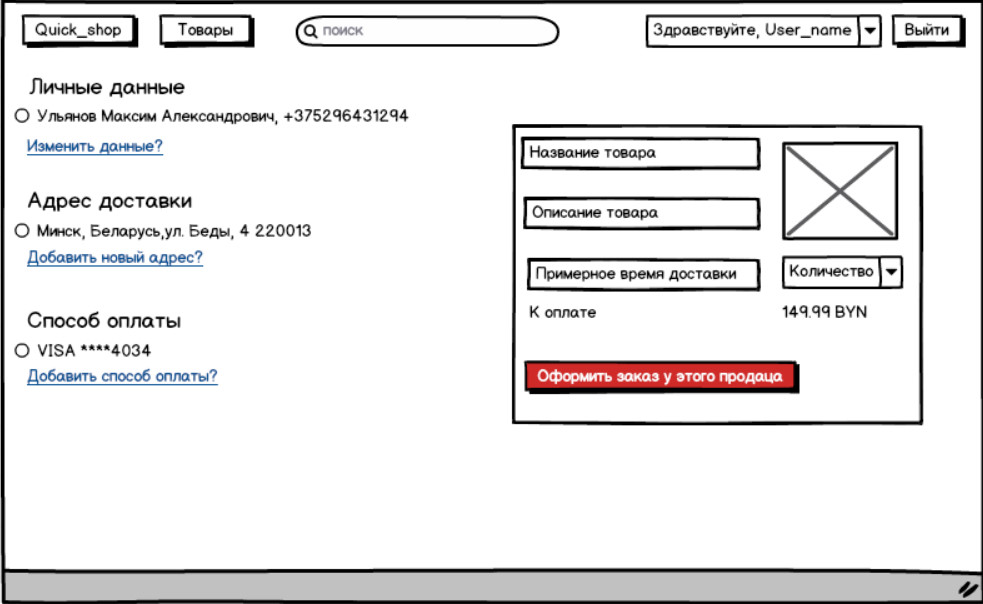 Quick_shop
Товары
поиск
Здравствуйте, User_name
Выйти
Личные данные
Ульянов Максим Александрович, +375296431294
Изменить данные?
Адрес доставки
Минск, Беларусь,ул. Беды, 4 220013
Добавить новый адрес?
Способ оплаты
VISA ****4034
Добавить способ оплаты?
Название товара
Описание товара
Примерное время доставки
Количество
К оплате
149.99 BYN
Оформить заказ у этого продаца